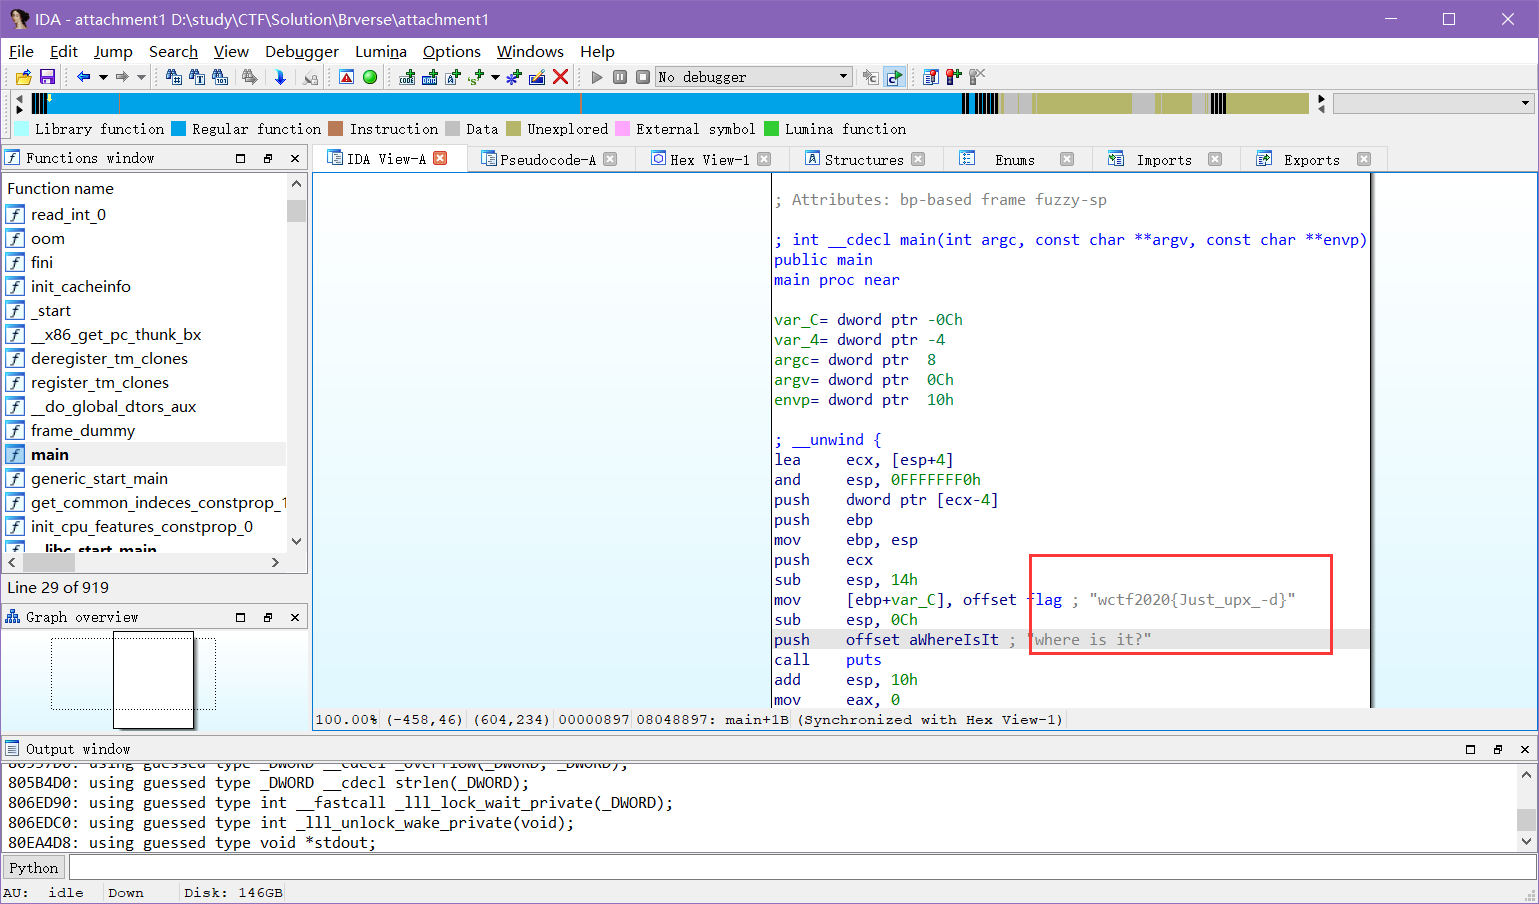 IDA - attachment1 D:\study\CTF\Solution\Brverse\attachment1
File Edit Jump Search View Debugger Lumina Options Windows Help
No debugger
Library function Regular function Instruction Data Unexplored External symbol Lumina function
Functions window
IDA View-A Pseudocode-A Hex View-1 Structures Enums Imports Exports
Function name
read_int_0
oom
fini
init_cacheinfo
_start
__x86_get_pc_thunk_bx
deregister_tm_clones
register_tm_clones
__do_global_dtors_aux
frame_dummy
main
generic_start_main
get_common_indeces_constprop_1
init_cpu_features_constprop_0
__libc_start_main
Line 29 of 919
Graph overview
; Attributes: bp-based frame fuzzy-sp
; int __cdecl main(int argc, const char **argv, const char **envp)
public main
main proc near
var_C= dword ptr -0Ch
var_4= dword ptr -4
argc= dword ptr  8
argv= dword ptr  0Ch
envp= dword ptr  10h
; __unwind {
lea     ecx, [esp+4]
and     esp, 0FFFFFFF0h
push    dword ptr [ecx-4]
push    ebp
mov     ebp, esp
push    ecx
sub     esp, 14h
mov     [ebp+var_C], offset flag ; "wctf2020{Just_upx_-d}"
sub     esp, 0Ch
push    offset aWhereIsIt ; "where is it?"
call    puts
add     esp, 10h
mov     eax, 0
100.00% (-458,46) (604,234) 00000897 08048897: main+1B (Synchronized with Hex View-1)
Output window
805B4D0: using guessed type _DWORD __cdecl strlen(_DWORD);
806ED90: using guessed type int __fastcall _lll_lock_wait_private(_DWORD);
806EDC0: using guessed type int _lll_unlock_wake_private(void);
80EA4D8: using guessed type void *stdout;
Python
AU: idle Down Disk: 146GB